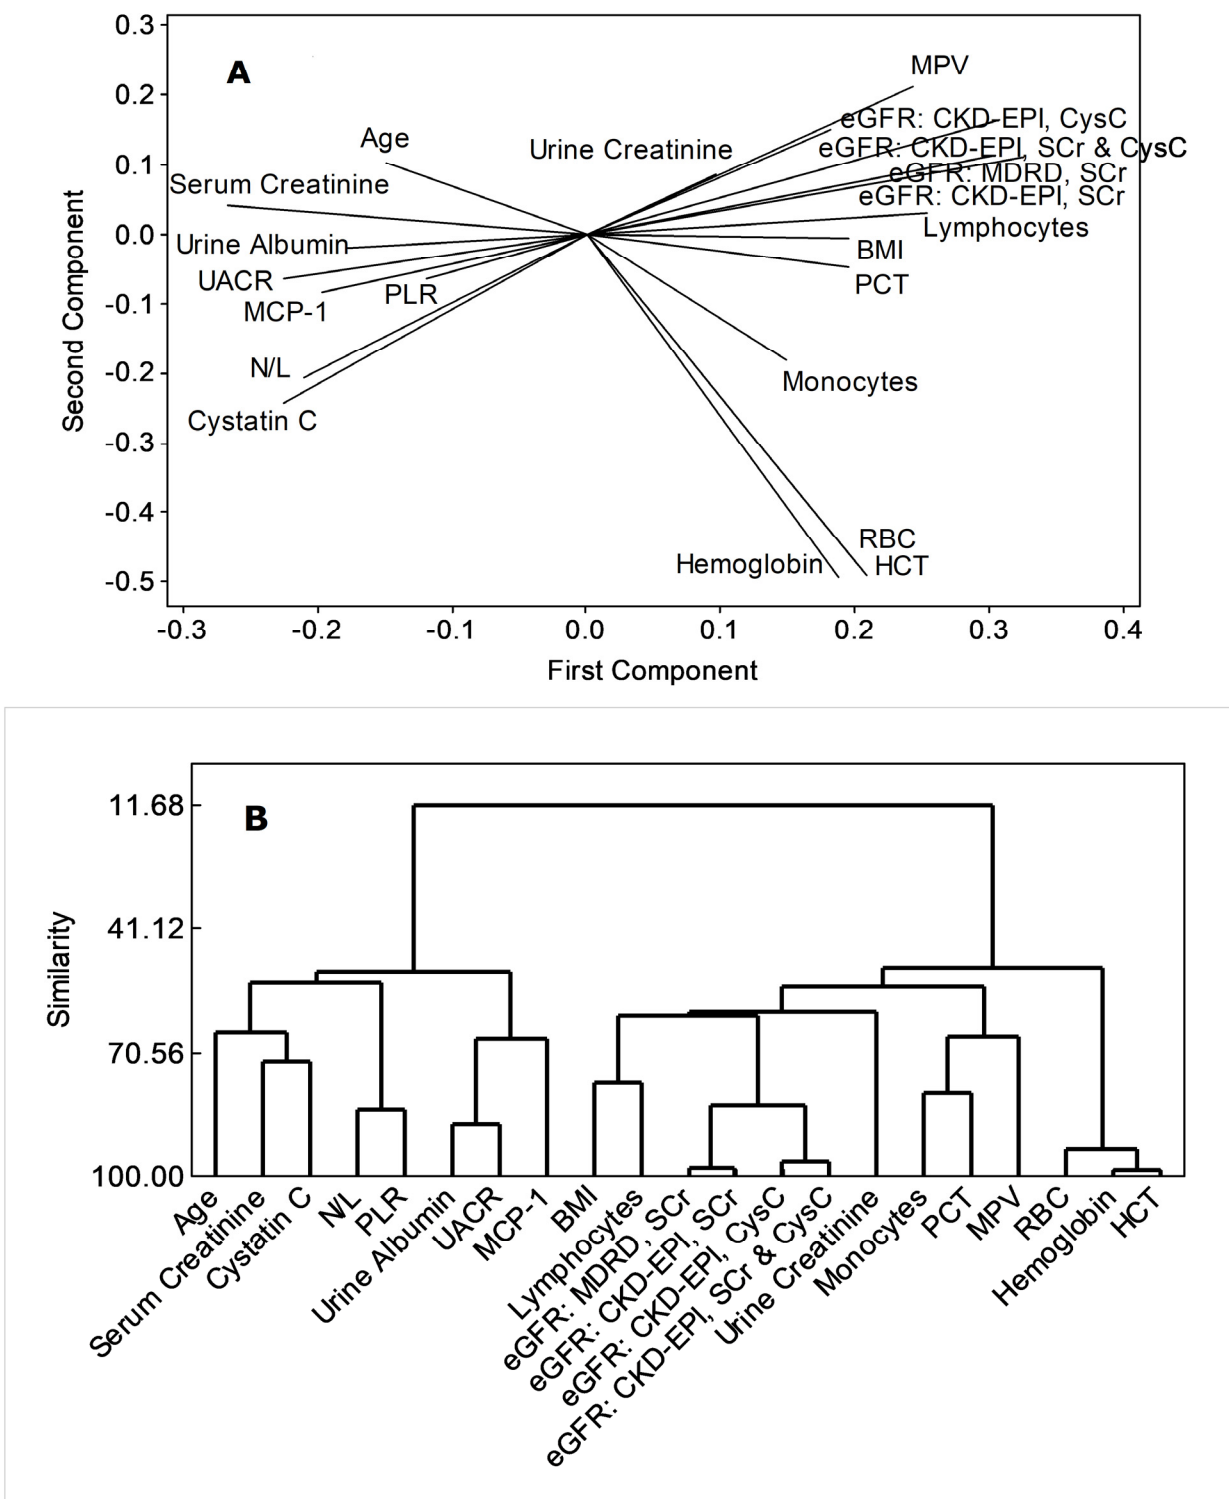 A
0.3
0.2
0.1
0.0
-0.1
-0.2
-0.3
-0.4
-0.5
Second Component
MPV
eGFR: CKD-EPI, CysC
Age
Urine Creatinine
eGFR: CKD-EPI, SCr & CysC
eGFR: MDRD, SCr
Serum Creatinine
eGFR: CKD-EPI, SCr
Lymphocytes
Urine Albumin
BMI
UACR
PCT
PLR
MCP-1
N/L
Monocytes
Cystatin C
RBC
Hemoglobin
HCT
-0.3
-0.2
-0.1
0.0
0.1
0.2
0.3
0.4
First Component
B
11.68
41.12
70.56
100.00
Similarity
Age
Serum Creatinine
Cystatin C
N/L
PLR
Urine Albumin
UACR
MCP-1
BMI
Lymphocytes
eGFR: MDRD, SCr
eGFR: CKD-EPI, SCr
eGFR: CKD-EPI, CysC
eGFR: CKD-EPI, SCr & CysC
Urine Creatinine
Monocytes
PCT
MPV
RBC
Hemoglobin
HCT